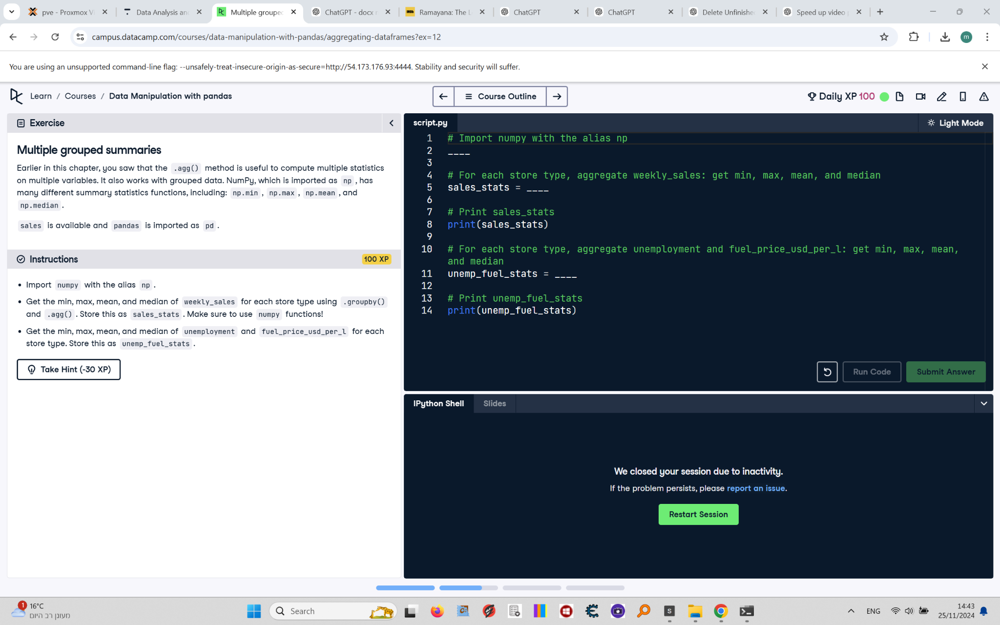 pve - Proxmox Vi
Data Analysis an
Multiple grouped
ChatGPT - docx
Ramayana: The L
ChatGPT
ChatGPT
Delete Unfinishe
Speed up video
campus.datacamp.com/courses/data-manipulation-with-pandas/aggregating-dataframes?ex=12
m
You are using an unsupported command-line flag: --unsafely-treat-insecure-origin-as-secure=http://54.173.176.93:4444. Stability and security will suffer.
Learn / Courses / Data Manipulation with pandas
Course Outline
Daily XP 100
Exercise
Multiple grouped summaries
Earlier in this chapter, you saw that the .agg() method is useful to compute multiple statistics
on multiple variables. It also works with grouped data. NumPy, which is imported as np, has
many different summary statistics functions, including: np.min, np.max, np.mean, and
np.median.
sales is available and pandas is imported as pd.
Instructions
100 XP
• Import numpy with the alias np.
• Get the min, max, mean, and median of weekly_sales for each store type using .groupby()
and .agg(). Store this as sales_stats. Make sure to use numpy functions!
• Get the min, max, mean, and median of unemployment and fuel_price_usd_per_l for each
store type. Store this as unemp_fuel_stats.
Take Hint (-30 XP)
script.py
Light Mode
1 # Import numpy with the alias np
2 ____
3
4 # For each store type, aggregate weekly_sales: get min, max, mean, and median
5 sales_stats = ____
6
7 # Print sales_stats
8 print(sales_stats)
9
10 # For each store type, aggregate unemployment and fuel_price_usd_per_l: get min, max, mean,
and median
11 unemp_fuel_stats = ____
12
13 # Print unemp_fuel_stats
14 print(unemp_fuel_stats)
Run Code
Submit Answer
IPython Shell
Slides
We closed your session due to inactivity.
If the problem persists, please report an issue.
Restart Session
1
16°C
מעונן רב היום
Search
S
ENG
14:43
25/11/2024